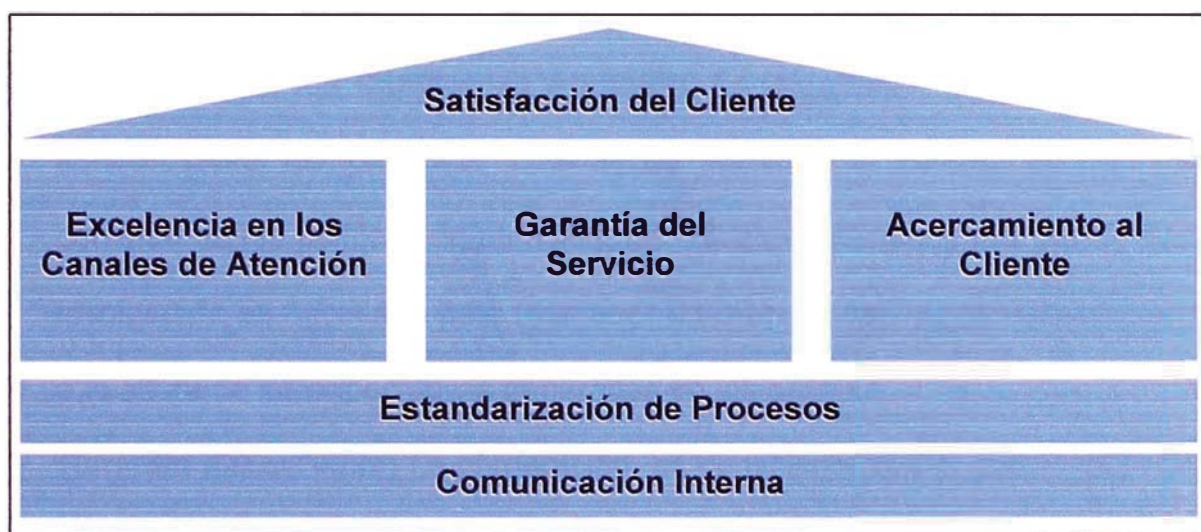 Satisfacción del Cliente
Excelencia en los
Canales de Atención
Garantía del
Servicio
Acercamiento al
Cliente
Estandarización de Procesos
Comunicación Interna